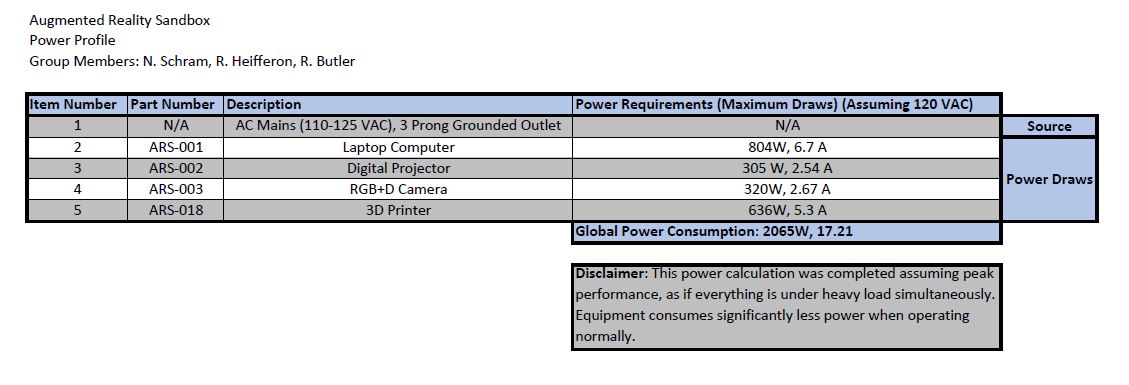 Augmented Reality Sandbox
Power Profile
Group Members: N. Schram, R. Heifferon, R. Butler
Item Number Part Number Description Power Requirements (Maximum Draws) (Assuming 120 VAC)
1 N/A AC Mains (110-125 VAC), 3 Prong Grounded Outlet N/A Source
2 ARS-001 Laptop Computer 804W, 6.7 A
3 ARS-002 Digital Projector 305 W, 2.54 A
Power Draws
4 ARS-003 RGB+D Camera 320W, 2.67 A
5 ARS-018 3D Printer 636W, 5.3 A
Global Power Consumption: 2065W, 17.21
Disclaimer: This power calculation was completed assuming peak
performance, as if everything is under heavy load simultaneously.
Equipment consumes significantly less power when operating
normally.